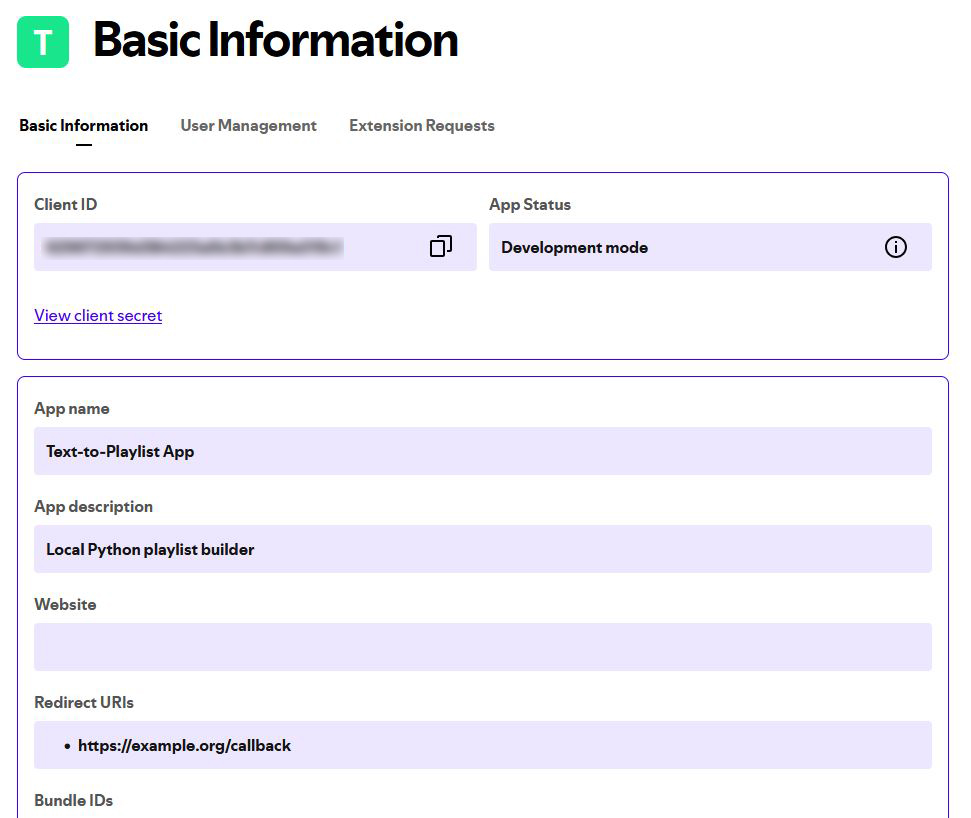 T
Basic Information
Basic Information User Management Extension Requests
Client ID App Status
Development mode
View client secret
App name
Text-to-Playlist App
App description
Local Python playlist builder
Website
Redirect URIs
• https://example.org/callback
Bundle IDs